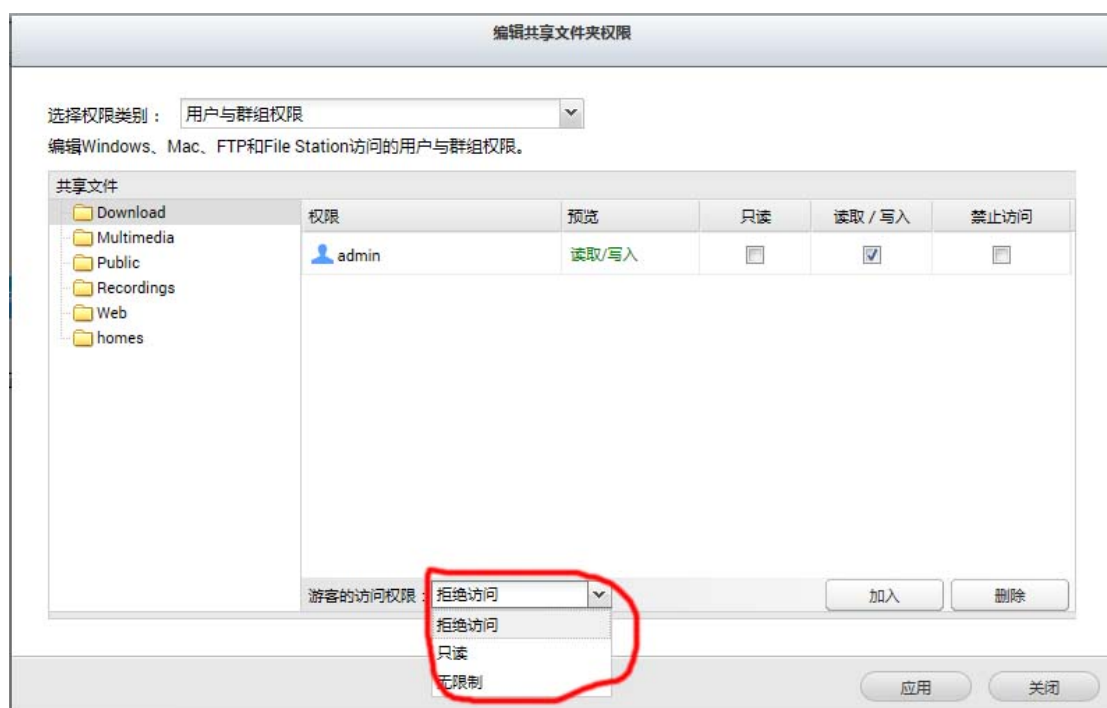 编辑共享文件夹权限
选择权限类别： 用户与群组权限
编辑Windows、Mac、FTP和File Station访问的用户与群组权限。
共享文件
Download
Multimedia
Public
Recordings
Web
homes
权限 预览 只读 读取 / 写入 禁止访问
admin 读取/写入
游客的访问权限： 拒绝访问 加入 删除
拒绝访问
只读
无限制
应用 关闭